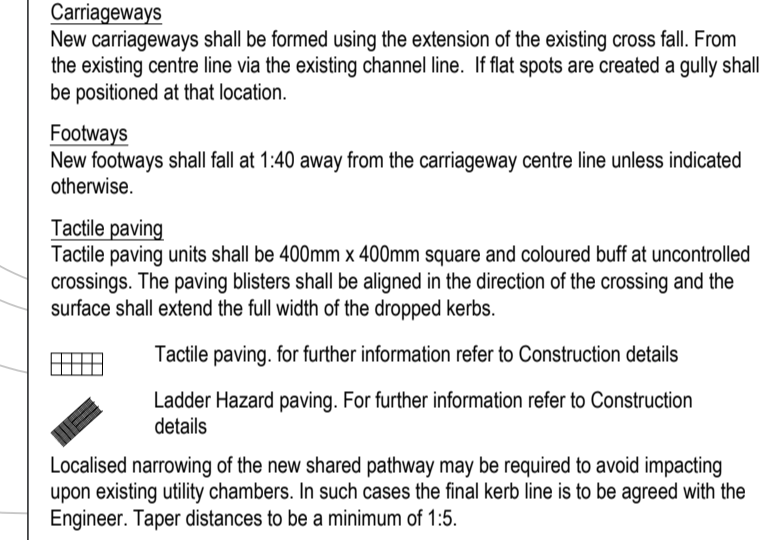 Carriageways
New carriageways shall be formed using the extension of the existing cross fall. From
the existing centre line via the existing channel line. If flat spots are created a gully shall
be positioned at that location.
Footways
New footways shall fall at 1:40 away from the carriageway centre line unless indicated
otherwise.
Tactile paving
Tactile paving units shall be 400mm x 400mm square and coloured buff at uncontrolled
crossings. The paving blisters shall be aligned in the direction of the crossing and the
surface shall extend the full width of the dropped kerbs.
Tactile paving. for further information refer to Construction details
Ladder Hazard paving. For further information refer to Construction
details
Localised narrowing of the new shared pathway may be required to avoid impacting
upon existing utility chambers. In such cases the final kerb line is to be agreed with the
Engineer. Taper distances to be a minimum of 1:5.